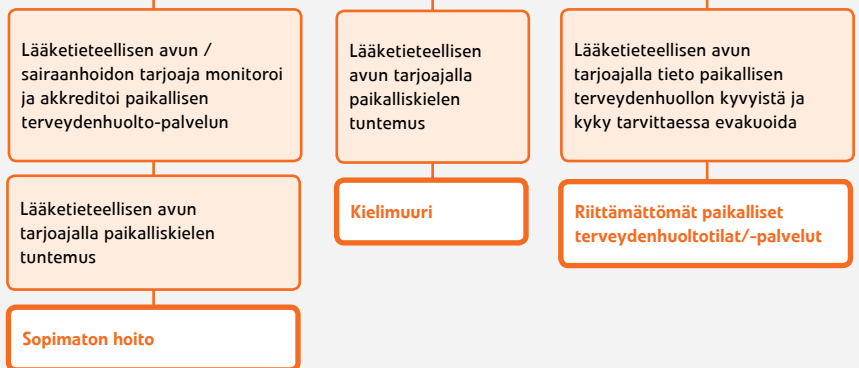 Lääketieteellisen avun /
sairaanhoidon tarjoaja monitoroi
ja akkreditoi paikallisen
terveydenhuolto-palvelun
Lääketieteellisen avun
tarjoajalla paikalliskielen
tuntemus
Sopimaton hoito
Lääketieteellisen
avun tarjoajalla
paikalliskielen
tuntemus
Kielimuuri
Lääketieteellisen avun
tarjoajalla tieto paikallisen
terveydenhuollon kyvyistä ja
kyky tarvittaessa evakuoida
Riittämättömät paikalliset
terveydenhuoltotilat/-palvelut